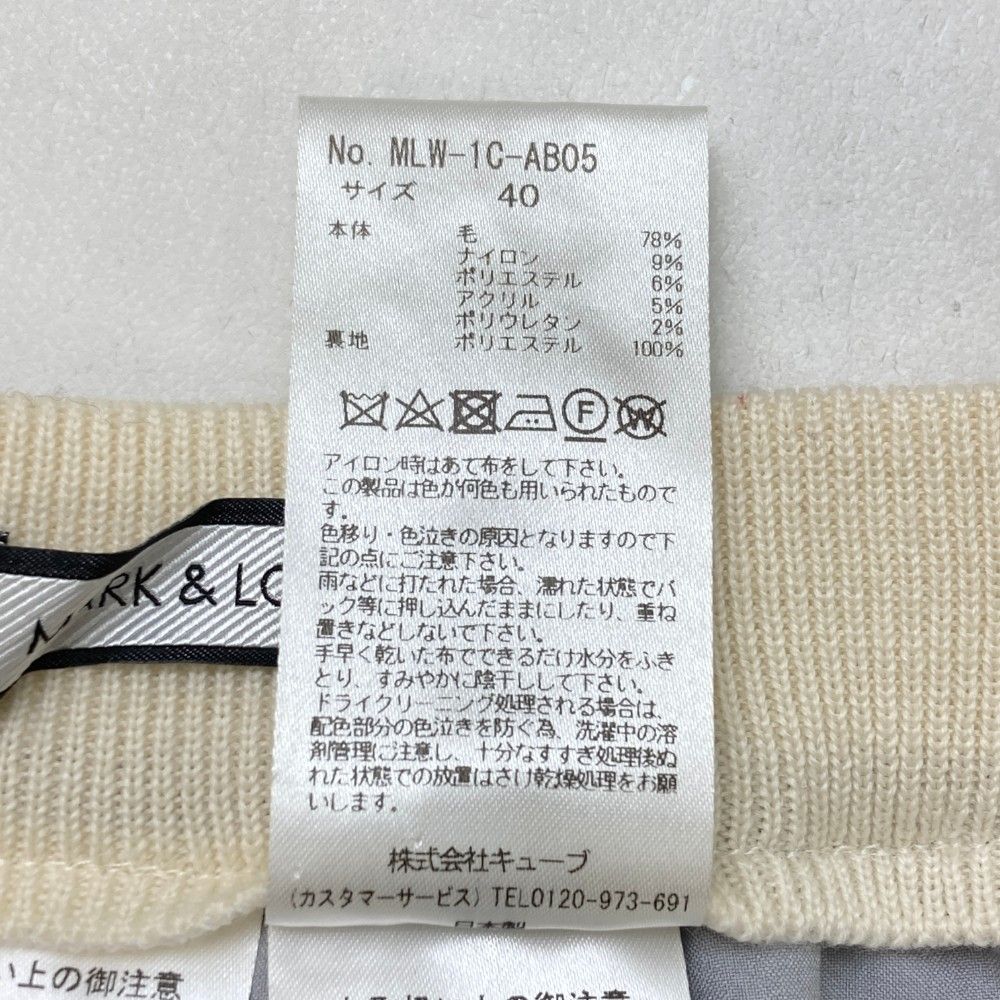 No. MLW-1C-AB05
サイズ 40
本体 毛 78%
ナイロン 9%
ポリエステル 6%
アクリル 5%
ポリウレタン 2%
裏地 ポリエステル 100%
F W
アイロン時はあて布をして下さい。
この製品は色が何色も用いられたもので
す。
色移り・色泣きの原因となりますので下
記の点にご注意下さい。
雨などに打たれた場合、濡れた状態でバ
ック等に押し込んだままにしたり、重ね
置きなどしないで下さい。
手早く乾いた布でできるだけ水分をふき
とり、すみやかに陰干しして下さい。
ドライクリーニング処理される場合は、
配色部分の色泣きを防ぐ為、洗濯中の溶
剤管理に注意し、十分なすすぎ処理後ぬ
れた状態での放置はさけ乾燥処理をお願
いします。
株式会社キューブ
(カスタマーサービス) TEL0120-973-691
日本製
ARK & LO
い上の御注意